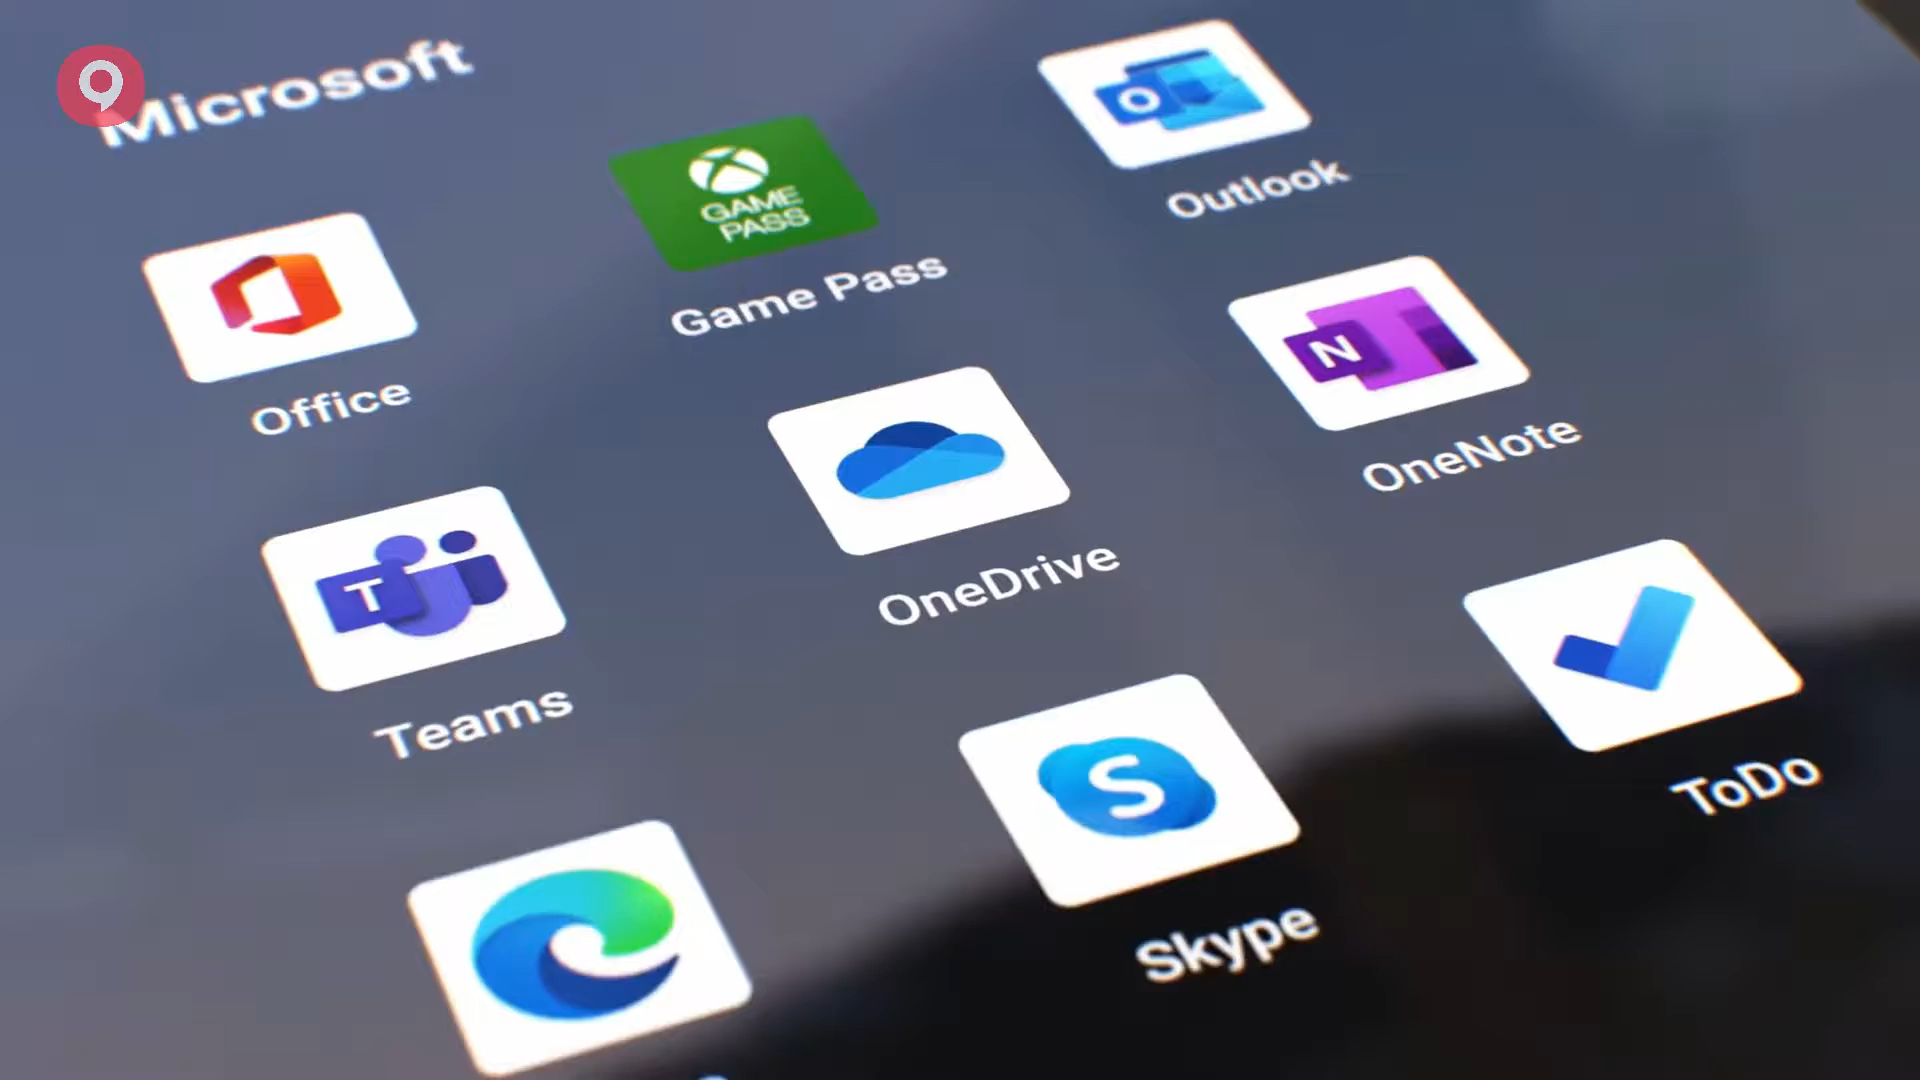 Microsoft
Office
GAME
PASS
Game Pass
O
Outlook
T
Teams
OneDrive
N
OneNote
S
Skype
ToDo